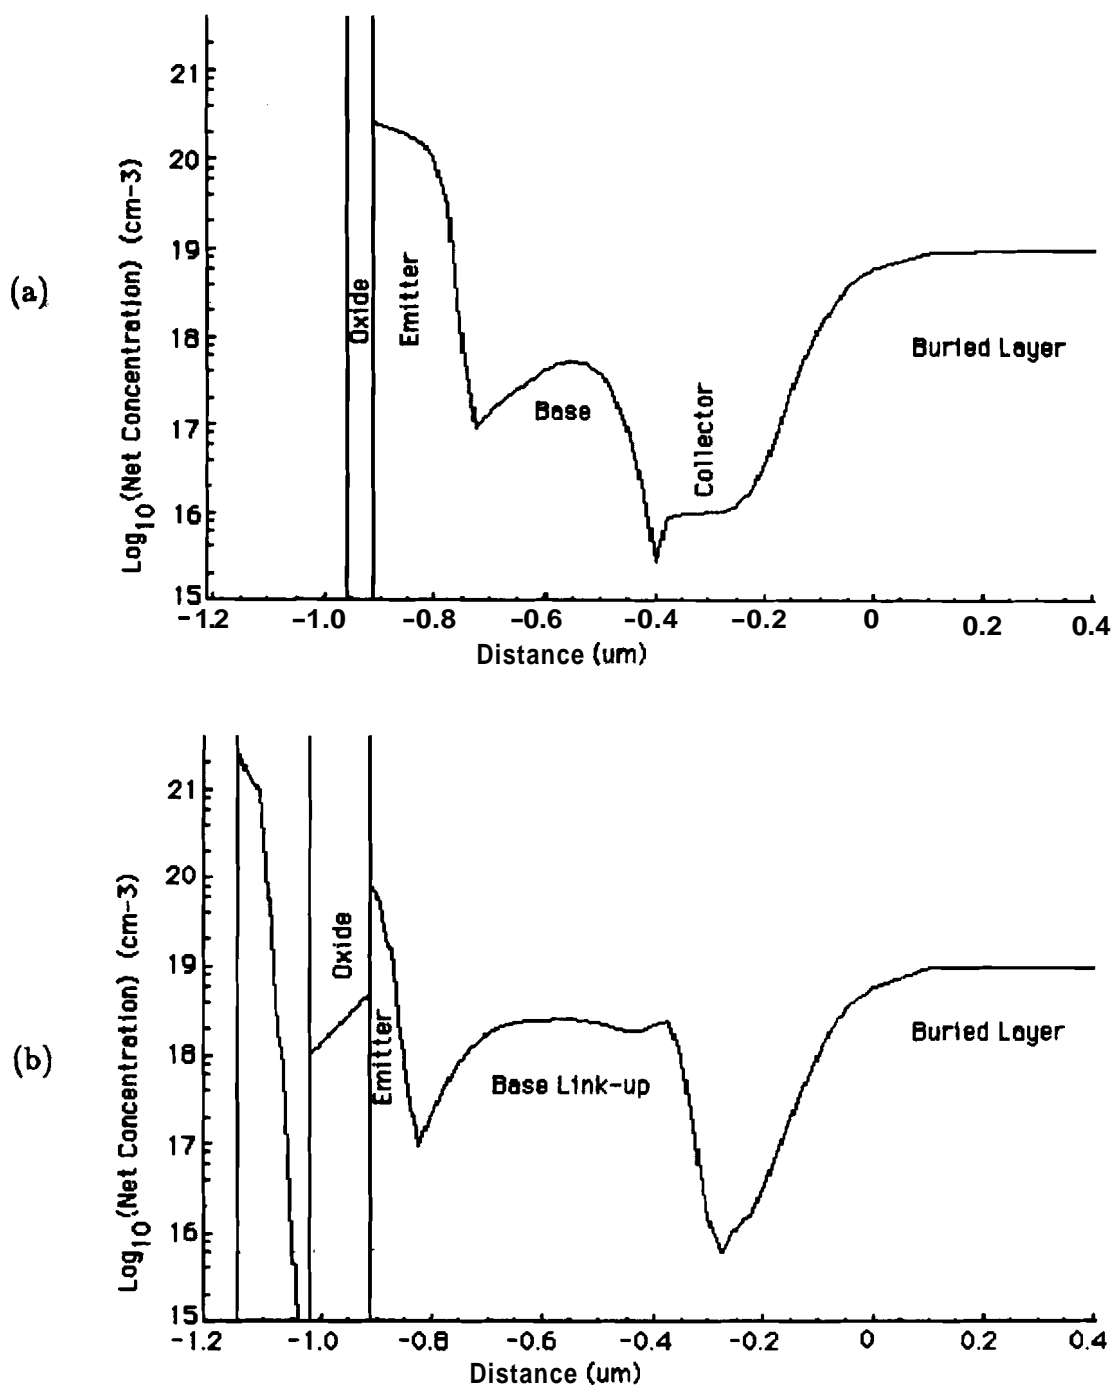 (a)
Log10(Net Concentration) (cm-3)
21
20
19
18
17
16
15
Oxide
Emitter
Base
Collector
Buried Layer
-1.2 -1.0 -0.8 -0.6 -0.4 -0.2 0 0.2 0.4
Distance (um)
(b)
Log10(Net Concentration) (cm-3)
21
20
19
18
17
16
15
Oxide
Emitter
Base Link-up
Buried Layer
-1.2 -1.0 -0.8 -0.6 -0.4 -0.2 0 0.2 0.4
Distance (um)